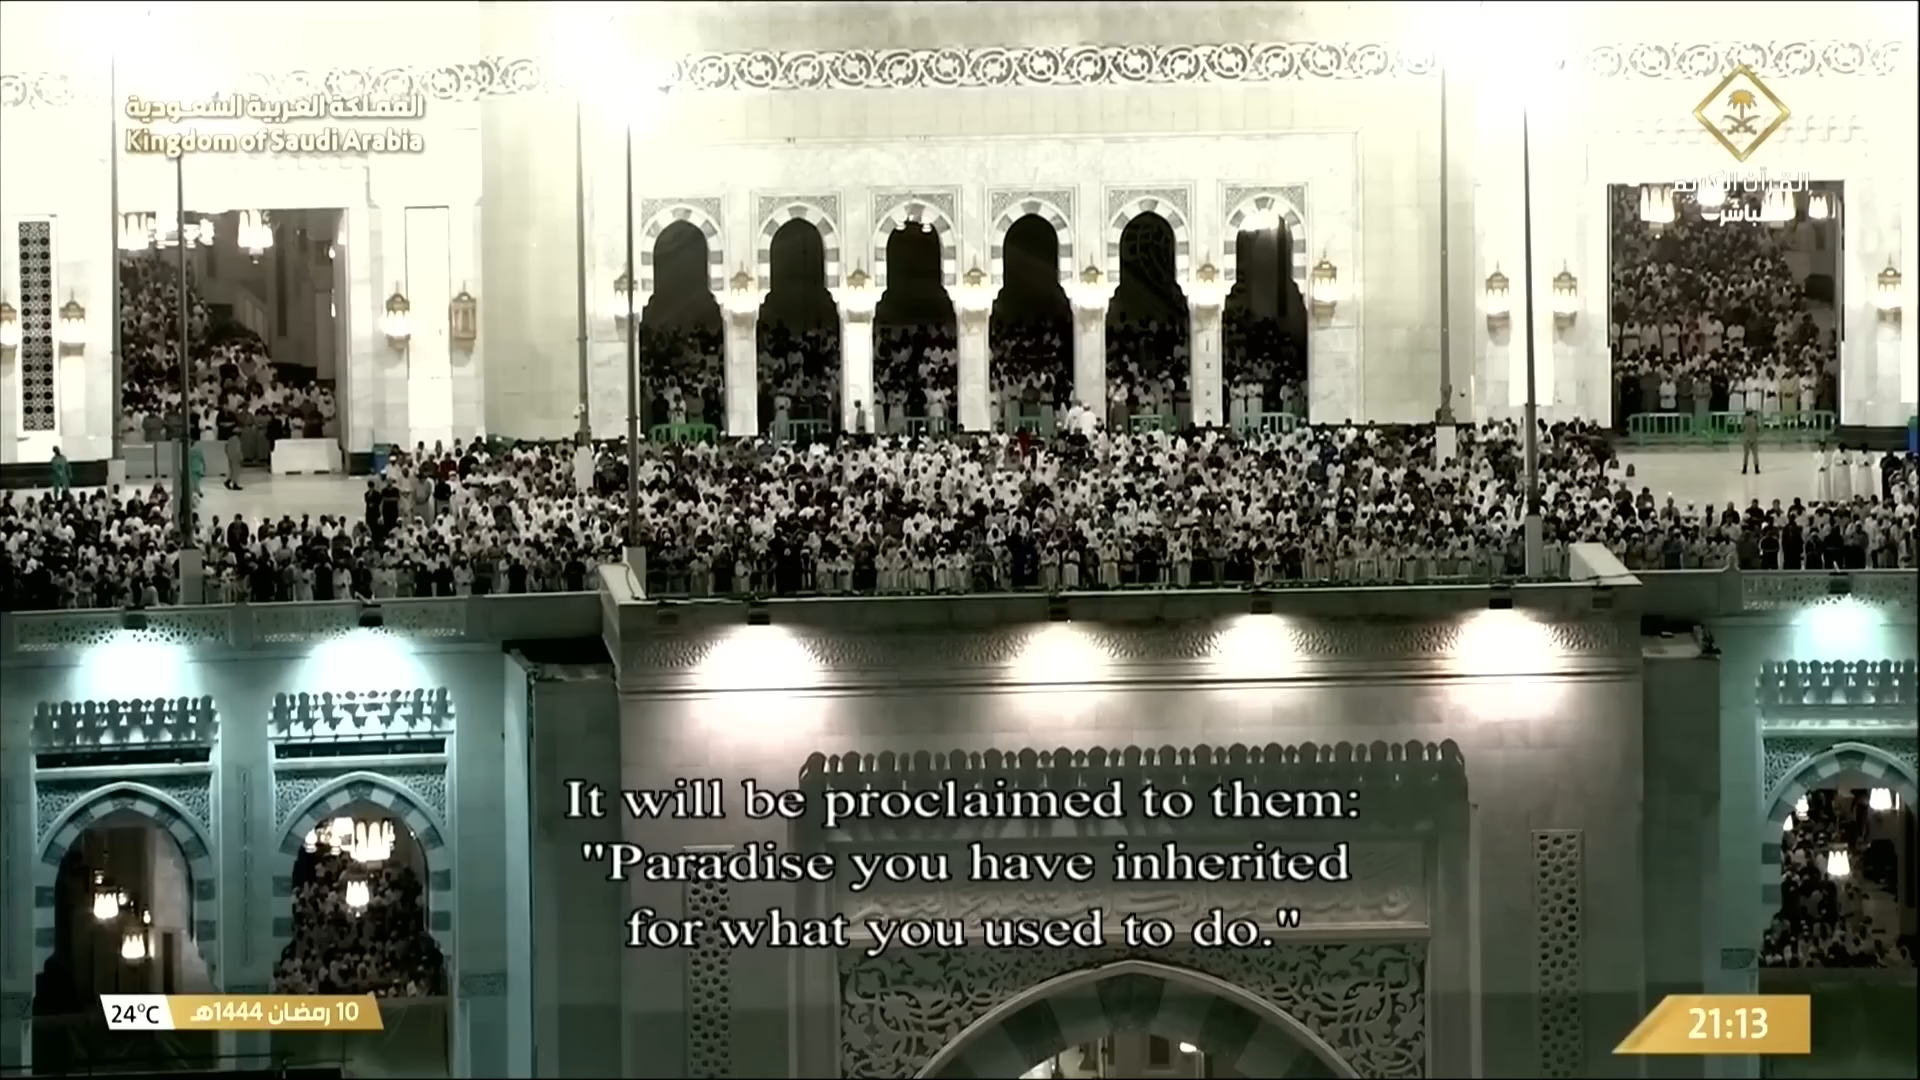 المملكة العربية السعودية
Kingdom of Saudi Arabia
القرآن الكريم
مباشر
It will be proclaimed to them:
"Paradise you have inherited
for what you used to do."
24°C
10 رمضان 1444هـ
21:13